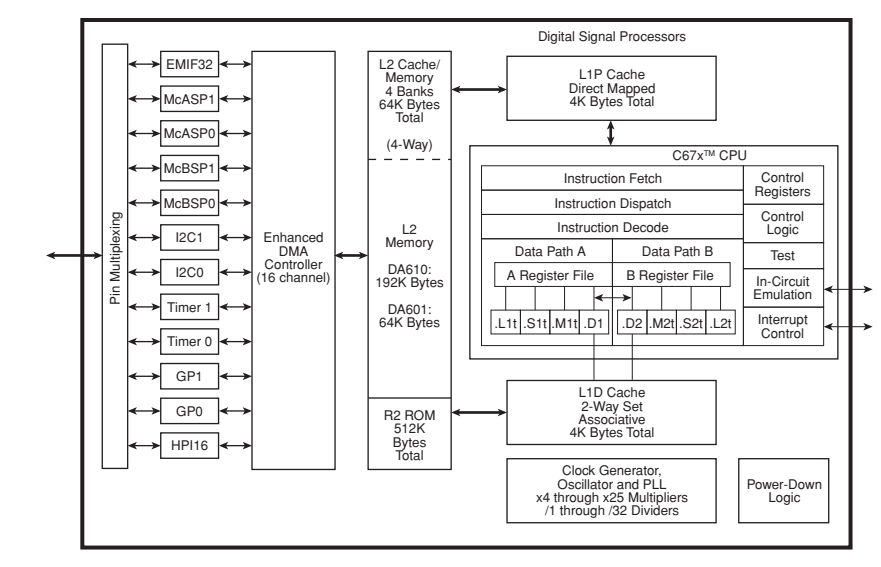 Digital Signal Processors
Pin Multiplexing
EMIF32
McASP1
McASP0
McBSP1
McBSP0
I2C1
I2C0
Timer 1
Timer 0
GP1
GP0
HPI16
Enhanced
DMA
Controller
(16 channel)
L2 Cache/
Memory
4 Banks
64K Bytes
Total
(4-Way)
L2
Memory
DA610:
192K Bytes
DA601:
64K Bytes
R2 ROM
512K
Bytes
Total
L1P Cache
Direct Mapped
4K Bytes Total
C67x™ CPU
Instruction Fetch
Instruction Dispatch
Instruction Decode
Data Path A
Data Path B
A Register File
B Register File
.L1t .S1t .M1t .D1
.D2 .M2t .S2t .L2t
Control
Registers
Control
Logic
Test
In-Circuit
Emulation
Interrupt
Control
L1D Cache
2-Way Set
Associative
4K Bytes Total
Clock Generator,
Oscillator and PLL
x4 through x25 Multipliers
/1 through /32 Dividers
Power-Down
Logic